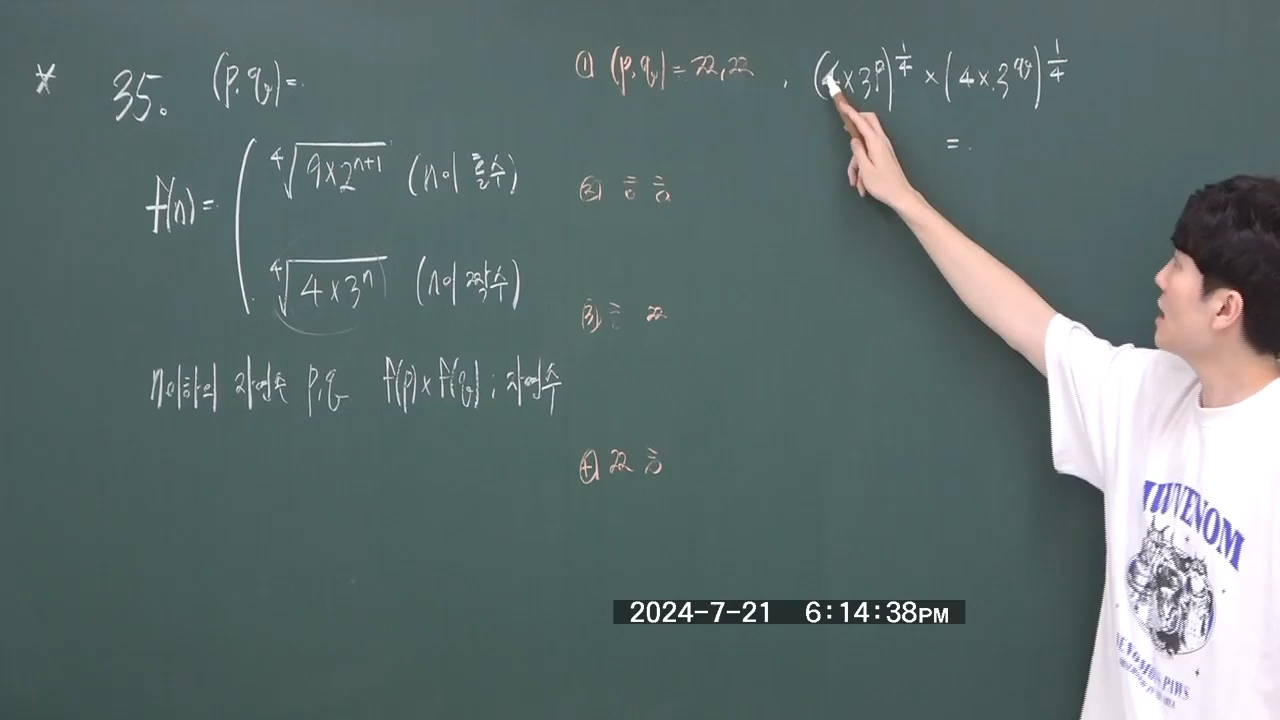 * 35. (p, q) =
f(n) =
⁴√(9×2ⁿ⁺¹) (n이 홀수)
⁴√(4×3ⁿ) (n이 짝수)
이하의 자연수 p, q f(p) × f(q) ; 자연수
① (p, q) = 짝, 짝 , (4×3^p)^(1/4) × (4×3^q)^(1/4)
=
② 홀 홀
③ 홀 짝
④ 짝 홀
2024-7-21 6:14:38PM
VENOM